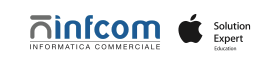 infcom
INFORMATICA COMMERCIALE
Solution
Expert
Education